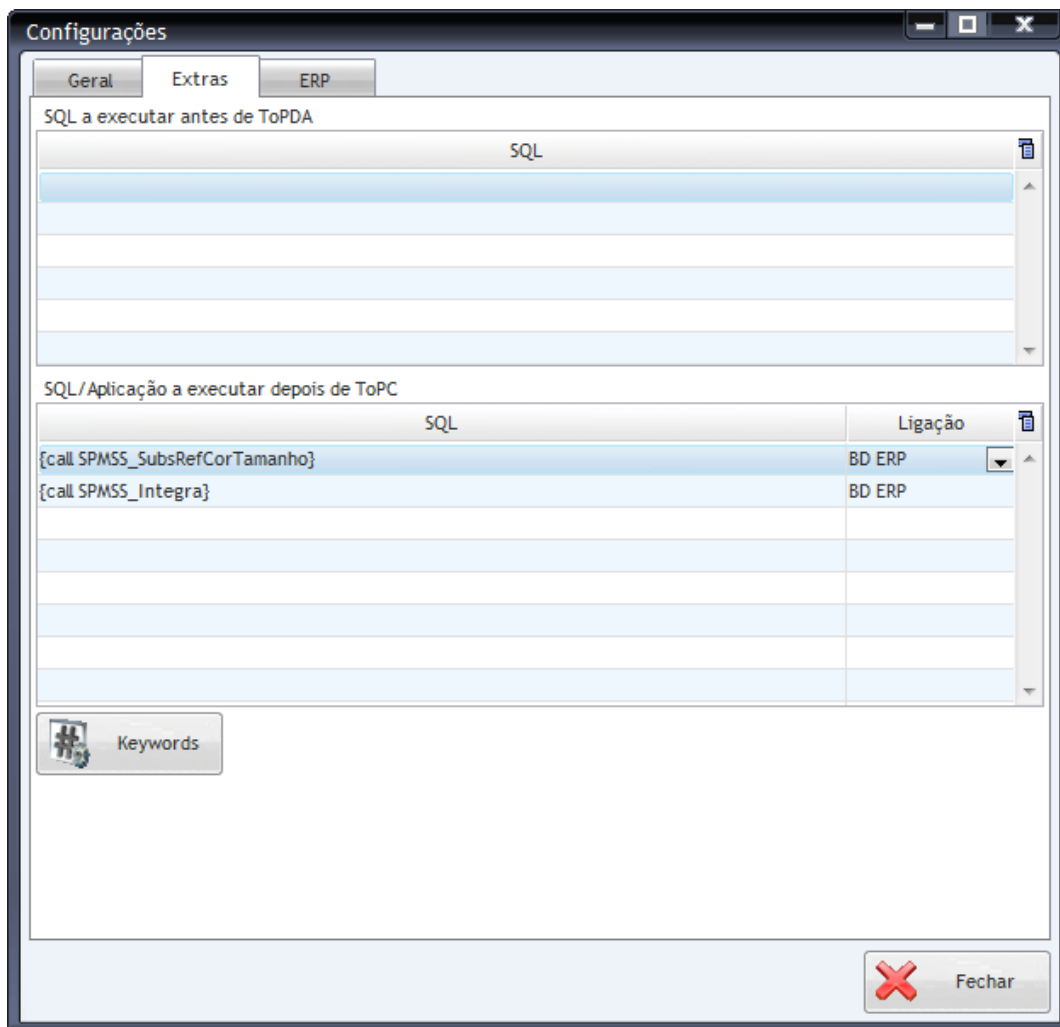 Configurações
Geral Extras ERP
SQL a executar antes de ToPDA
SQL
SQL/Aplicação a executar depois de ToPC
SQL Ligação
{call SPMSS_SubsRefCorTamanho} BD ERP
{call SPMSS_Integra} BD ERP
Keywords
Fechar